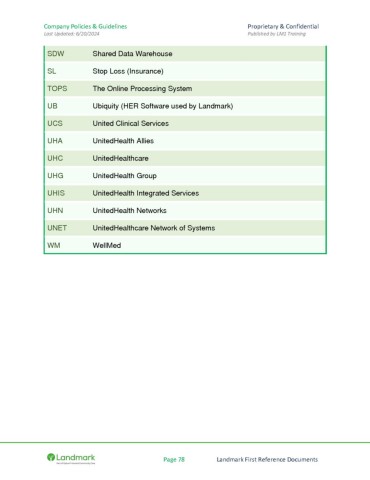 Company Policies & Guidelines Proprietary & Confidential
Last Updated: 6/20/2024 Published by LMS Training
SDW Shared Data Warehouse
SL Stop Loss (Insurance)
TOPS The Online Processing System
UB Ubiquity (HER Software used by Landmark)
UCS United Clinical Services
UHA UnitedHealth Allies
UHC UnitedHealthcare
UHG UnitedHealth Group
UHIS UnitedHealth Integrated Services
UHN UnitedHealth Networks
UNET UnitedHealthcare Network of Systems
WM WellMed
Landmark
Page 78 Landmark First Reference Documents